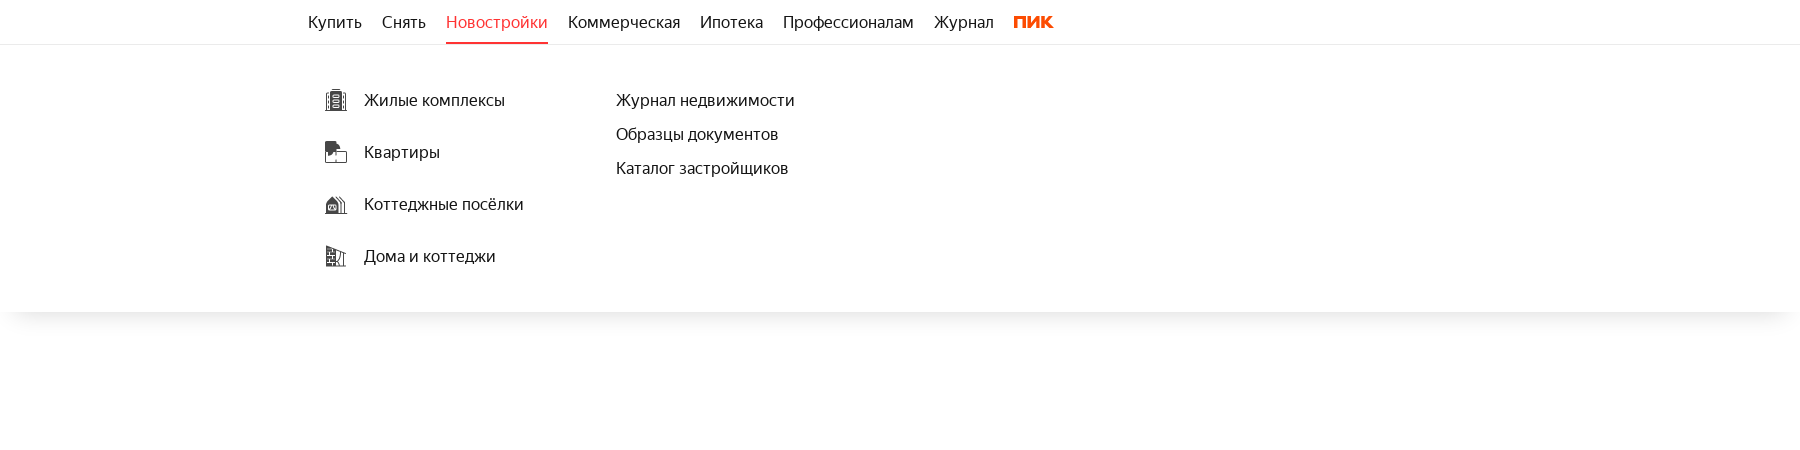 Купить Снять Новостройки Коммерческая Ипотека Профессионалам Журнал ПИК
Жилые комплексы
Квартиры
Коттеджные посёлки
Дома и коттеджи
Журнал недвижимости
Образцы документов
Каталог застройщиков